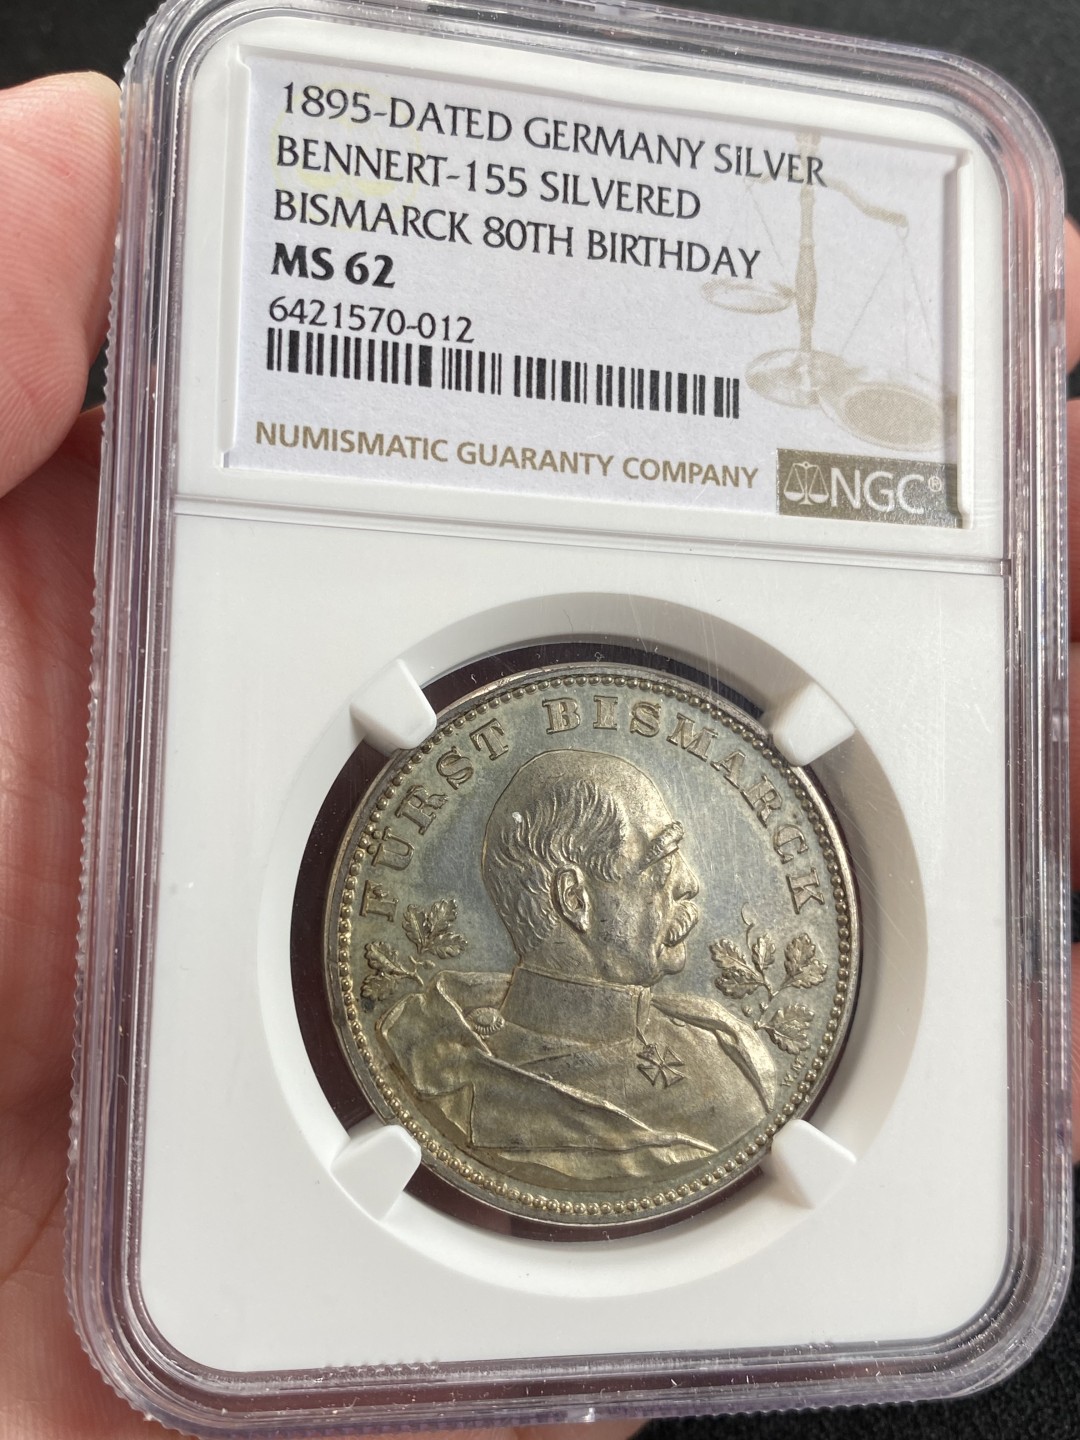 1895-DATED GERMANY SILVER
BENNERT-155 SILVERED
BISMARCK 80TH BIRTHDAY
MS 62
6421570-012
NUMISMATIC GUARANTY COMPANY
NGC®
FÜRST BISMARCK